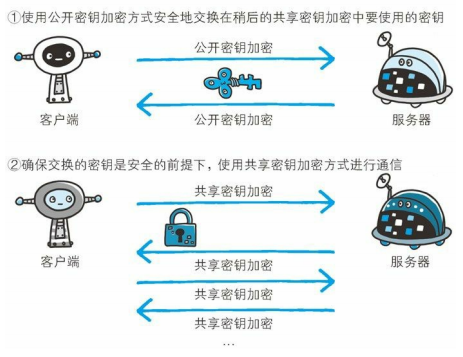 ①使用公开密钥加密方式安全地交换在稍后的共享密钥加密中要使用的密钥
公开密钥加密
公开密钥加密
客户端
服务器
②确保交换的密钥是安全的前提下，使用共享密钥加密方式进行通信
共享密钥加密
客户端
服务器
共享密钥加密
共享密钥加密
共享密钥加密
…